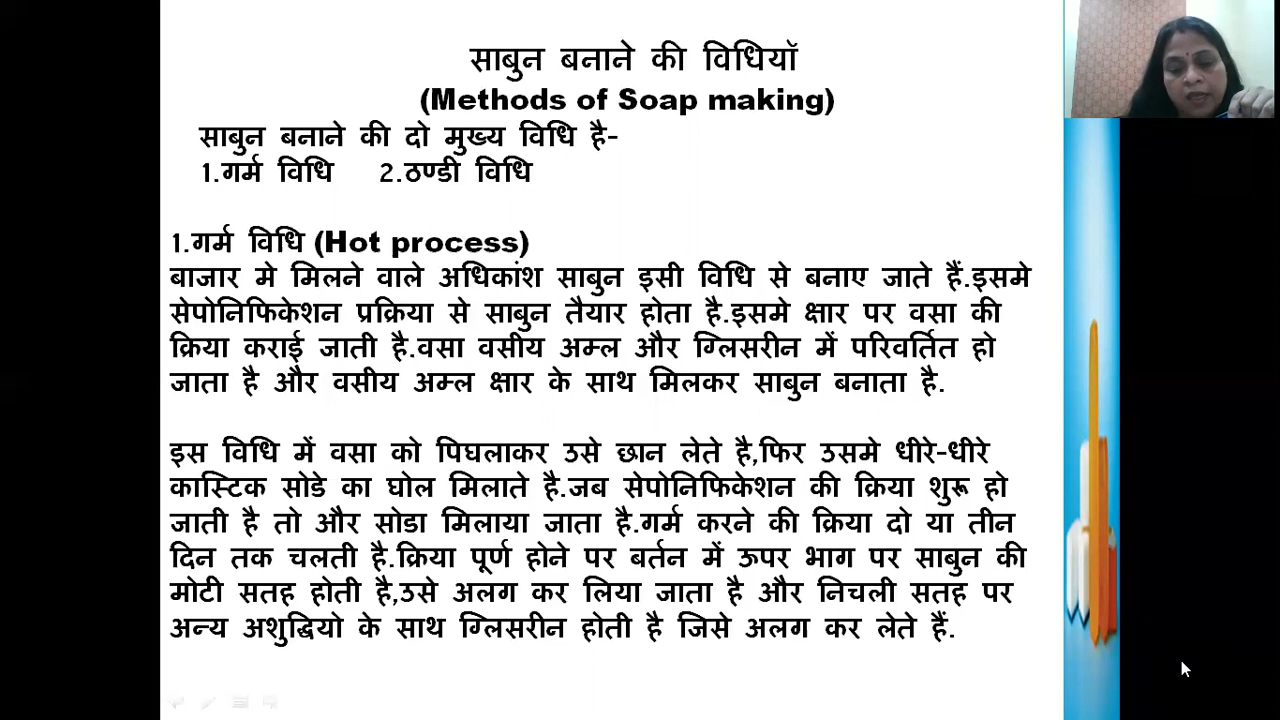 साबुन बनाने की विधियॉ
(Methods of Soap making)
साबुन बनाने की दो मुख्य विधि है-
1.गर्म विधि 2.ठण्डी विधि
1.गर्म विधि (Hot process)
बाजार मे मिलने वाले अधिकांश साबुन इसी विधि से बनाए जाते हैं.इसमे
सेपोनिफिकेशन प्रक्रिया से साबुन तैयार होता है.इसमे क्षार पर वसा की
क्रिया कराई जाती है.वसा वसीय अम्ल और ग्लिसरीन में परिवर्तित हो
जाता है और वसीय अम्ल क्षार के साथ मिलकर साबुन बनाता है.
इस विधि में वसा को पिघलाकर उसे छान लेते है,फिर उसमे धीरे-धीरे
कास्टिक सोडे का घोल मिलाते है.जब सेपोनिफिकेशन की क्रिया शुरू हो
जाती है तो और सोडा मिलाया जाता है.गर्म करने की क्रिया दो या तीन
दिन तक चलती है.क्रिया पूर्ण होने पर बर्तन में ऊपर भाग पर साबुन की
मोटी सतह होती है,उसे अलग कर लिया जाता है और निचली सतह पर
अन्य अशुद्धियो के साथ ग्लिसरीन होती है जिसे अलग कर लेते हैं.